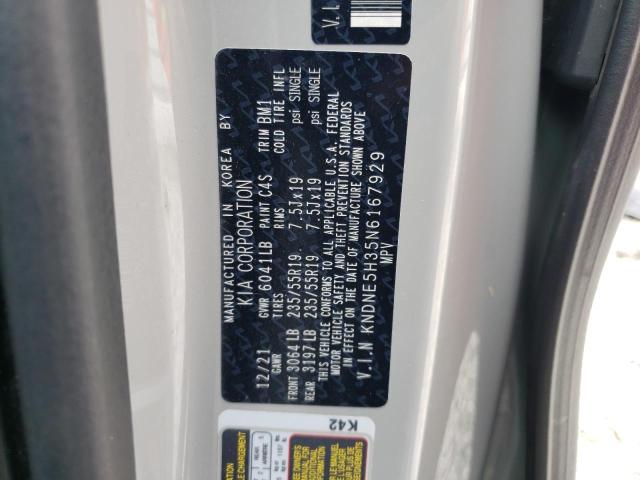 V.I.N
MANUFACTURED IN KOREA BY
KIA CORPORATION
12/21 GVWR 6041LB PAINT C4S TRIM BM1
GAWR TIRES RIMS COLD TIRE INFL
FRONT 3064LB 235/55R19. 7.5Jx19 psi SINGLE
REAR 3197LB 235/55R19. 7.5Jx19 psi SINGLE
THIS VEHICLE CONFORMS TO ALL APPLICABLE U.S.A. FEDERAL
MOTOR VEHICLE SAFETY AND THEFT PREVENTION STANDARDS
IN EFFECT ON THE DATE OF MANUFACTURE SHOWN ABOVE
V.I.N KNDNE5H35N6167929
MPV
K42